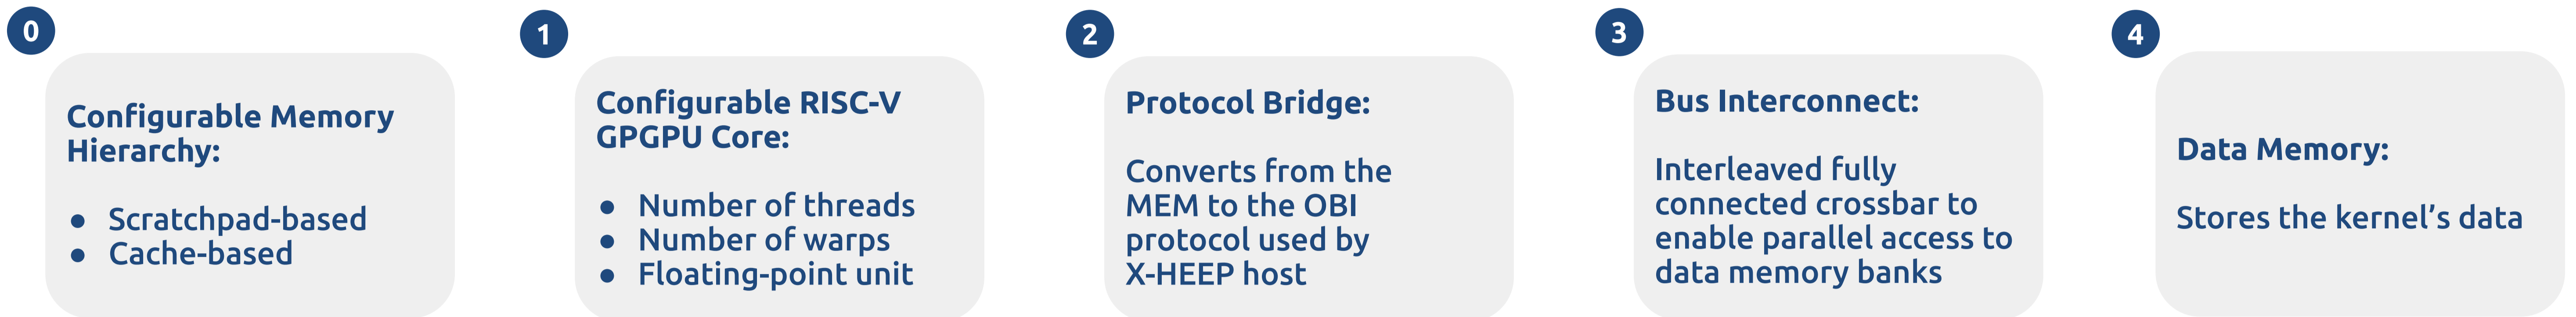 0
Configurable Memory
Hierarchy:
● Scratchpad-based
● Cache-based
1
Configurable RISC-V
GPGPU Core:
● Number of threads
● Number of warps
● Floating-point unit
2
Protocol Bridge:
Converts from the
MEM to the OBI
protocol used by
X-HEEP host
3
Bus Interconnect:
Interleaved fully
connected crossbar to
enable parallel access to
data memory banks
4
Data Memory:
Stores the kernel’s data